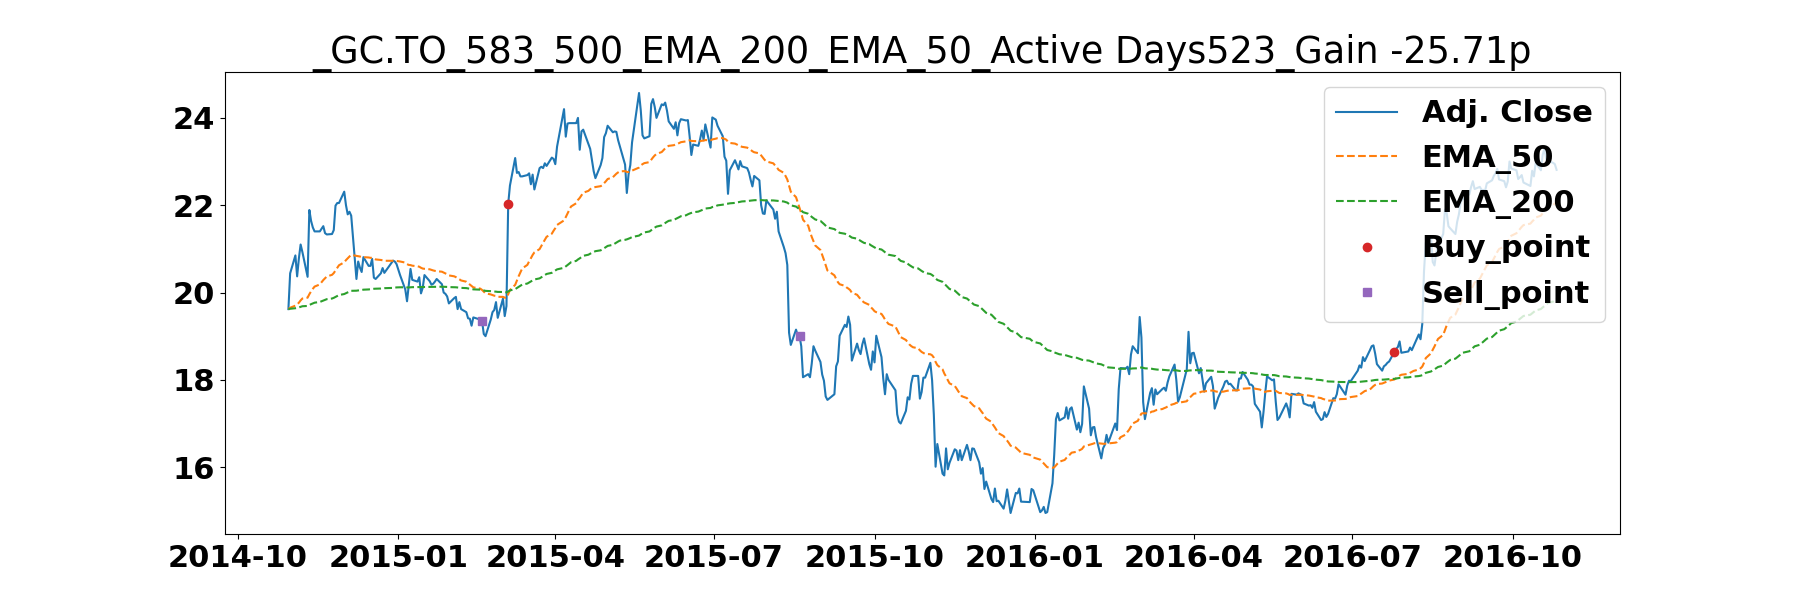 _GC.TO_583_500_EMA_200_EMA_50_Active Days523_Gain -25.71p
24
22
20
18
16
Adj. Close
EMA_50
EMA_200
Buy_point
Sell_point
2014-10 2015-01 2015-04 2015-07 2015-10 2016-01 2016-04 2016-07 2016-10